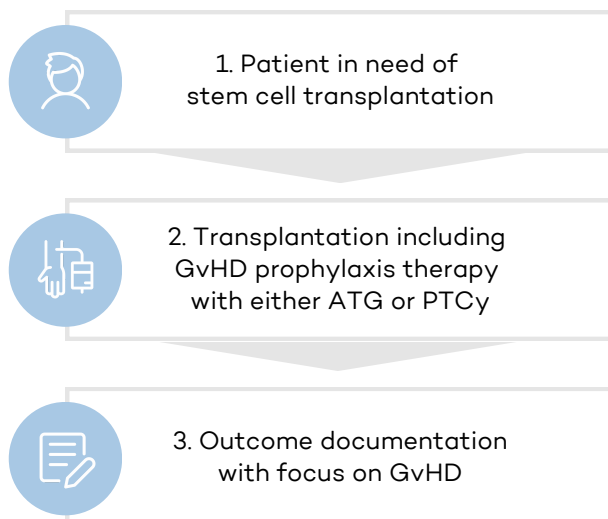 1. Patient in need of
stem cell transplantation
2. Transplantation including
GvHD prophylaxis therapy
with either ATG or PTCy
3. Outcome documentation
with focus on GvHD